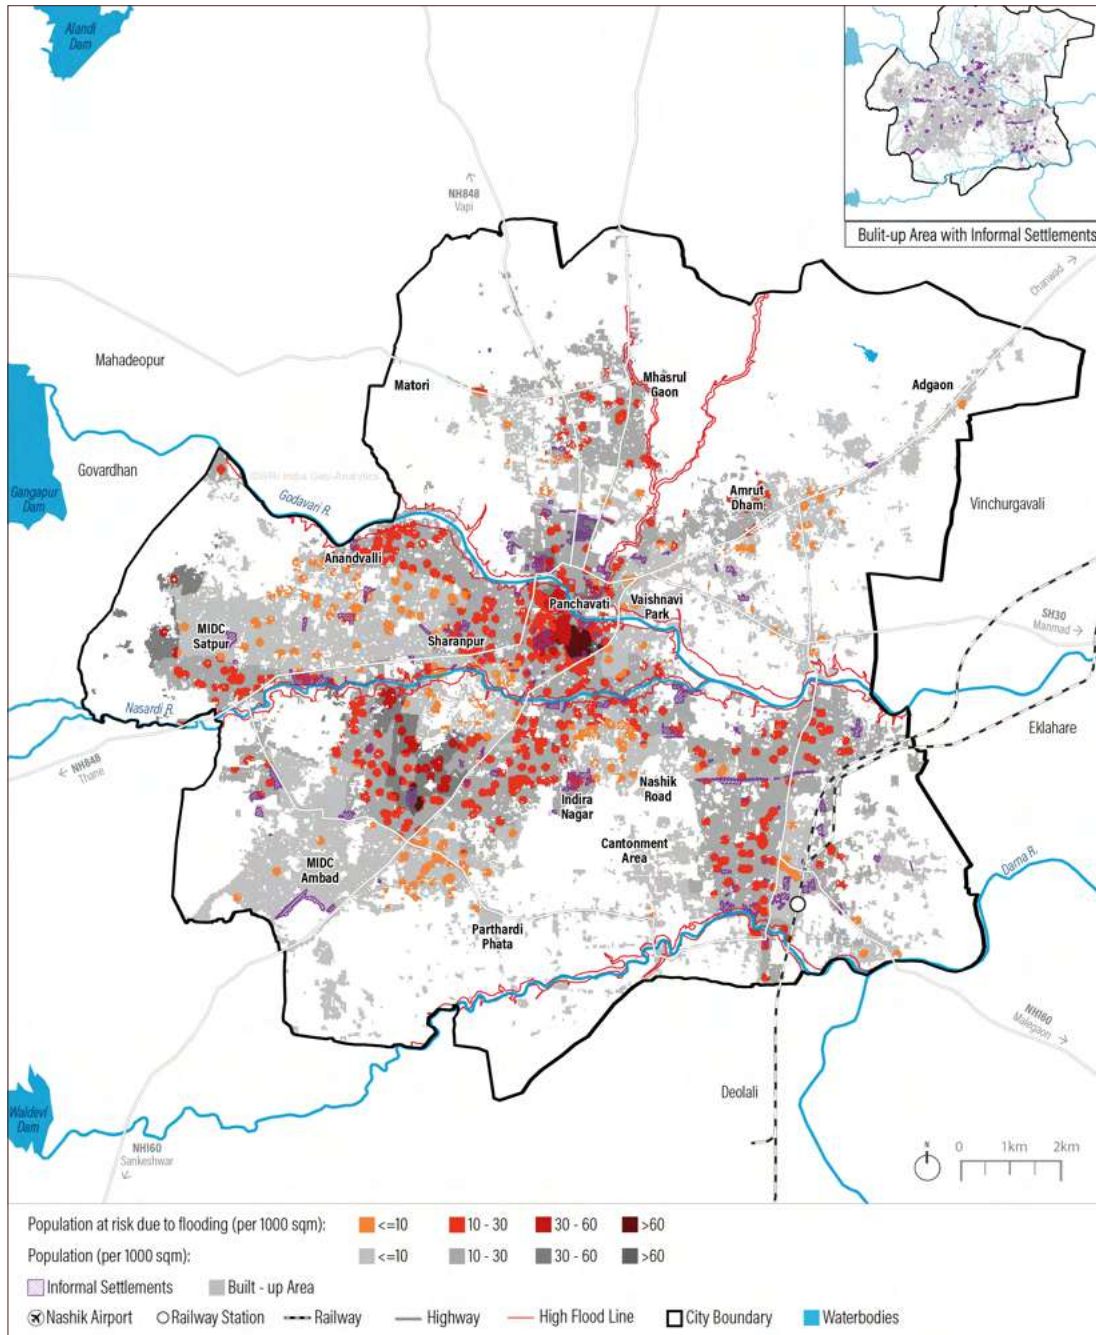 Alandi
Dam
Bulit-up Area with Informal Settlements
NH848
Vapi
Chanwad
Mahadeopur
Matori
Mhasrul
Gaon
Adgaon
Govardhan
Gangapur
Dam
Godavari R.
Amrut
Dham
Vinchurgavali
Anandvalli
Panchavati
Vaishnavi
Park
SH30
Manmad
MIDC
Satpur
Sharanpur
Nasardi R.
NH848
Thane
Eklahare
Nashik
Road
Indira
Nagar
Cantonment
Area
MIDC
Ambad
Darna R.
Parthardi
Phata
NH160
Malegaon
Deolali
Waldevi
Dam
NH160
Sankeshwar
N
0 1km 2km
Population at risk due to flooding (per 1000 sqm): <=10 10 - 30 30 - 60 >60
Population (per 1000 sqm): <=10 10 - 30 30 - 60 >60
Informal Settlements Built - up Area
Nashik Airport Railway Station Railway Highway High Flood Line City Boundary Waterbodies